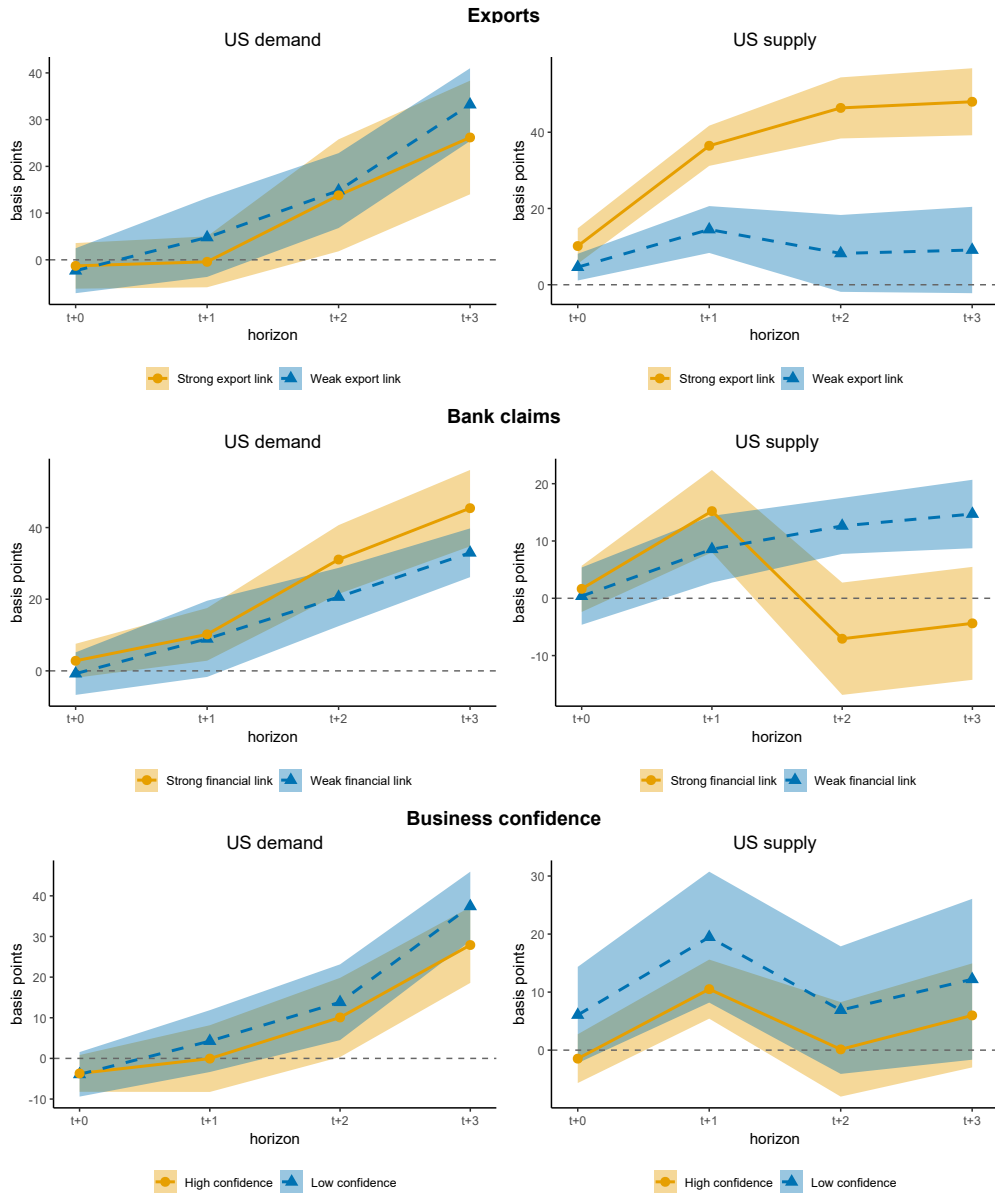 Exports
US demand
US supply
basis points
40
30
20
10
0
t+0 t+1 t+2 t+3
horizon
Strong export link Weak export link
basis points
40
20
0
t+0 t+1 t+2 t+3
horizon
Strong export link Weak export link
Bank claims
US demand
US supply
basis points
40
20
0
t+0 t+1 t+2 t+3
horizon
Strong financial link Weak financial link
basis points
20
10
0
-10
t+0 t+1 t+2 t+3
horizon
Strong financial link Weak financial link
Business confidence
US demand
US supply
basis points
40
30
20
10
0
-10
t+0 t+1 t+2 t+3
horizon
High confidence Low confidence
basis points
30
20
10
0
t+0 t+1 t+2 t+3
horizon
High confidence Low confidence